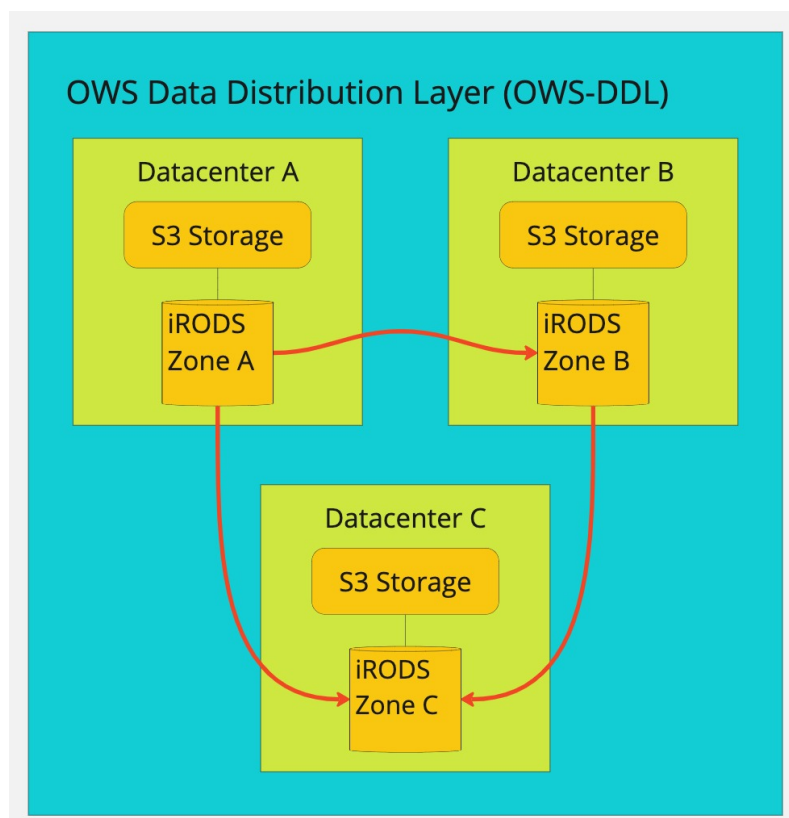 OWS Data Distribution Layer (OWS-DDL)
Datacenter A
S3 Storage
iRODS
Zone A
Datacenter B
S3 Storage
iRODS
Zone B
Datacenter C
S3 Storage
iRODS
Zone C